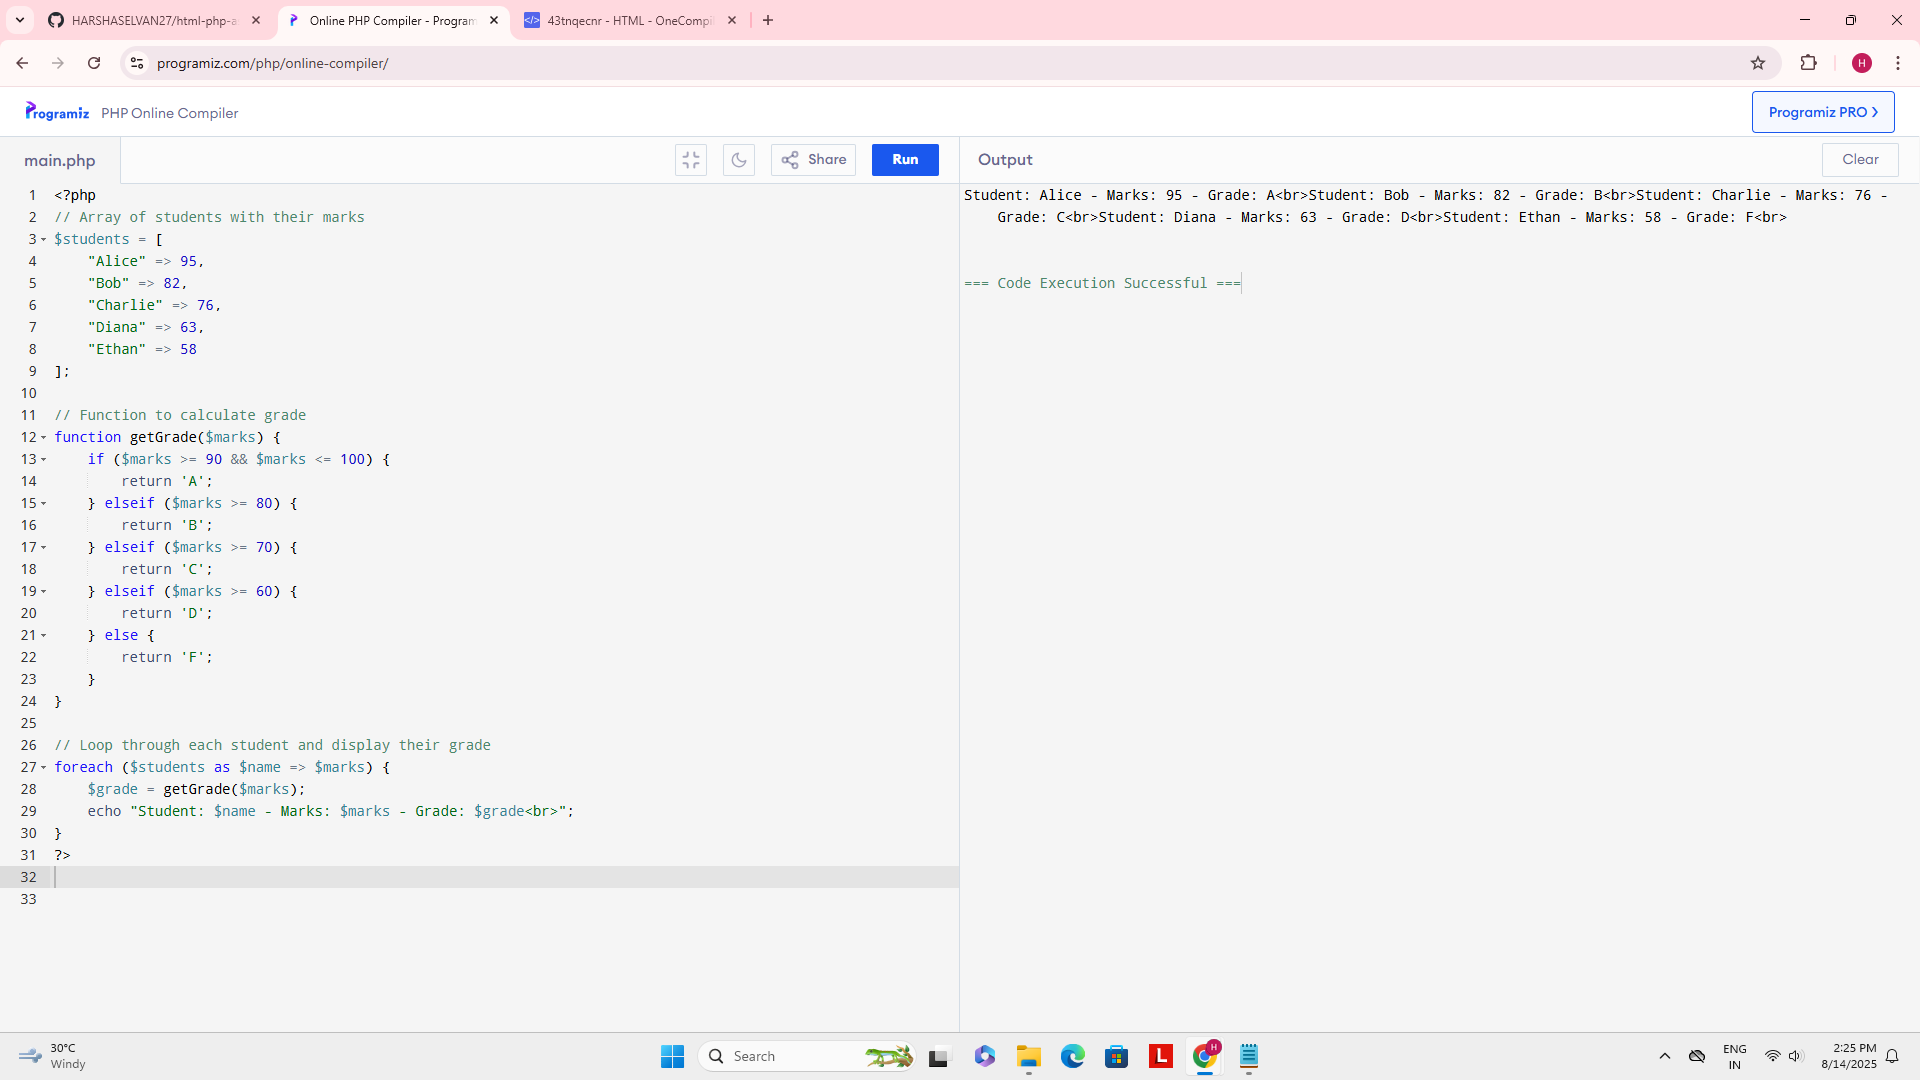 HARSHASELVAN27/html-php-a
Online PHP Compiler - Program
43tnqecnr - HTML - OneCompil
programiz.com/php/online-compiler/
H
Programiz PHP Online Compiler
Programiz PRO
main.php
Share
Run
Output
Clear
1 <?php
2 // Array of students with their marks
3 $students = [
4 "Alice" => 95,
5 "Bob" => 82,
6 "Charlie" => 76,
7 "Diana" => 63,
8 "Ethan" => 58
9 ];
10
11 // Function to calculate grade
12 function getGrade($marks) {
13 if ($marks >= 90 && $marks <= 100) {
14 return 'A';
15 } elseif ($marks >= 80) {
16 return 'B';
17 } elseif ($marks >= 70) {
18 return 'C';
19 } elseif ($marks >= 60) {
20 return 'D';
21 } else {
22 return 'F';
23 }
24 }
25
26 // Loop through each student and display their grade
27 foreach ($students as $name => $marks) {
28 $grade = getGrade($marks);
29 echo "Student: $name - Marks: $marks - Grade: $grade<br>";
30 }
31 ?>
32
33
Student: Alice - Marks: 95 - Grade: A<br>Student: Bob - Marks: 82 - Grade: B<br>Student: Charlie - Marks: 76 -
Grade: C<br>Student: Diana - Marks: 63 - Grade: D<br>Student: Ethan - Marks: 58 - Grade: F<br>
=== Code Execution Successful ===
30°C
Windy
Search
L
H
ENG
IN
2:25 PM
8/14/2025